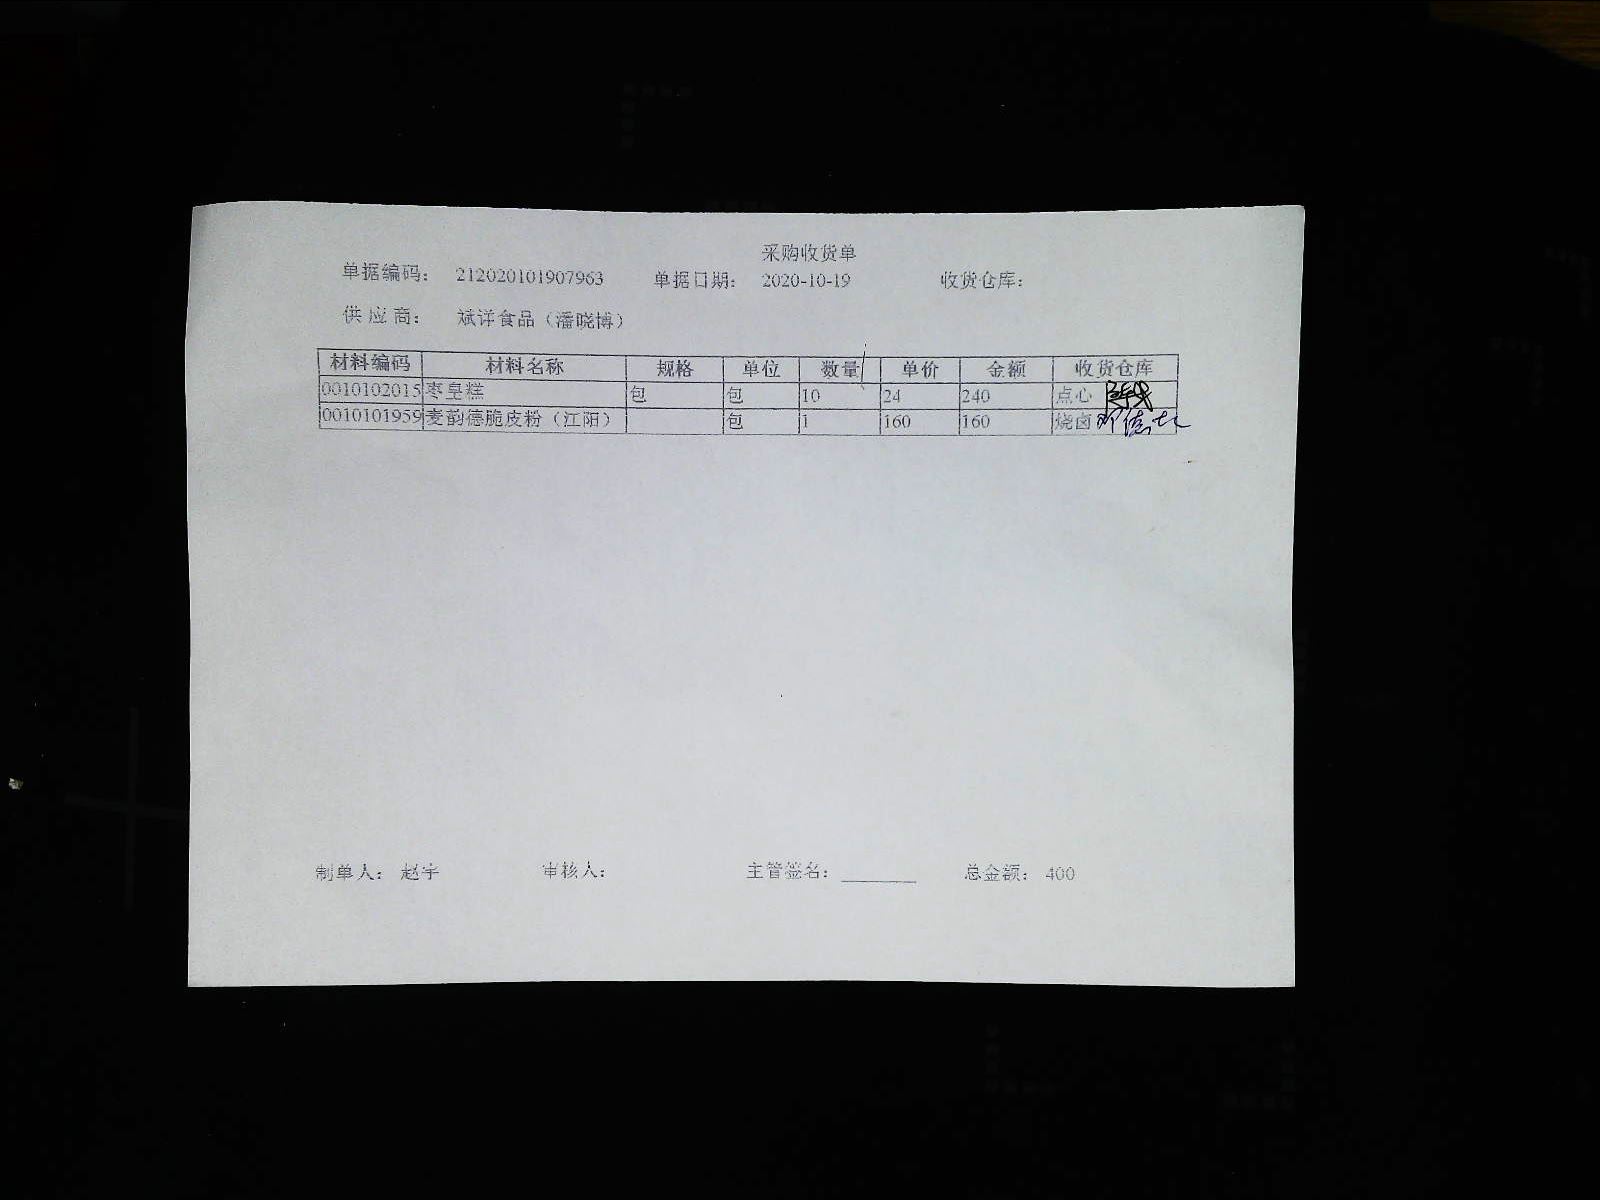 采购收货单
单据编码： 212020101907963 单据日期： 2020-10-19 收货仓库：
供 应 商： 斌详食品（潘晓博）
材料编码 材料名称 规格 单位 数量 单价 金额 收货仓库
0010102015 枣皇糕 包 包 10 24 240 点心
0010101959 麦韵德脆皮粉（江阳） 包 1 160 160 烧卤
制单人： 赵宇 审核人： 主管签名： 总金额： 400